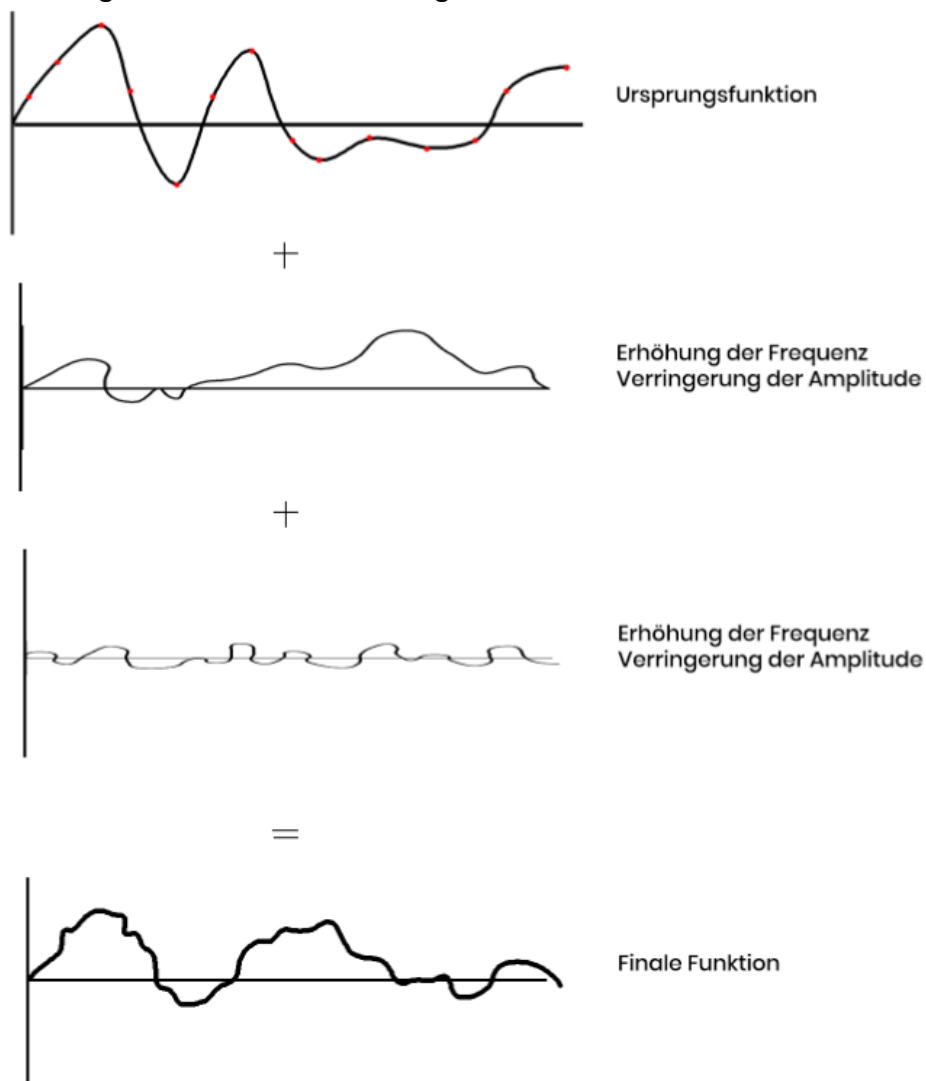 Ursprungsfunktion
+
Erhöhung der Frequenz
Verringerung der Amplitude
+
Erhöhung der Frequenz
Verringerung der Amplitude
=
Finale Funktion